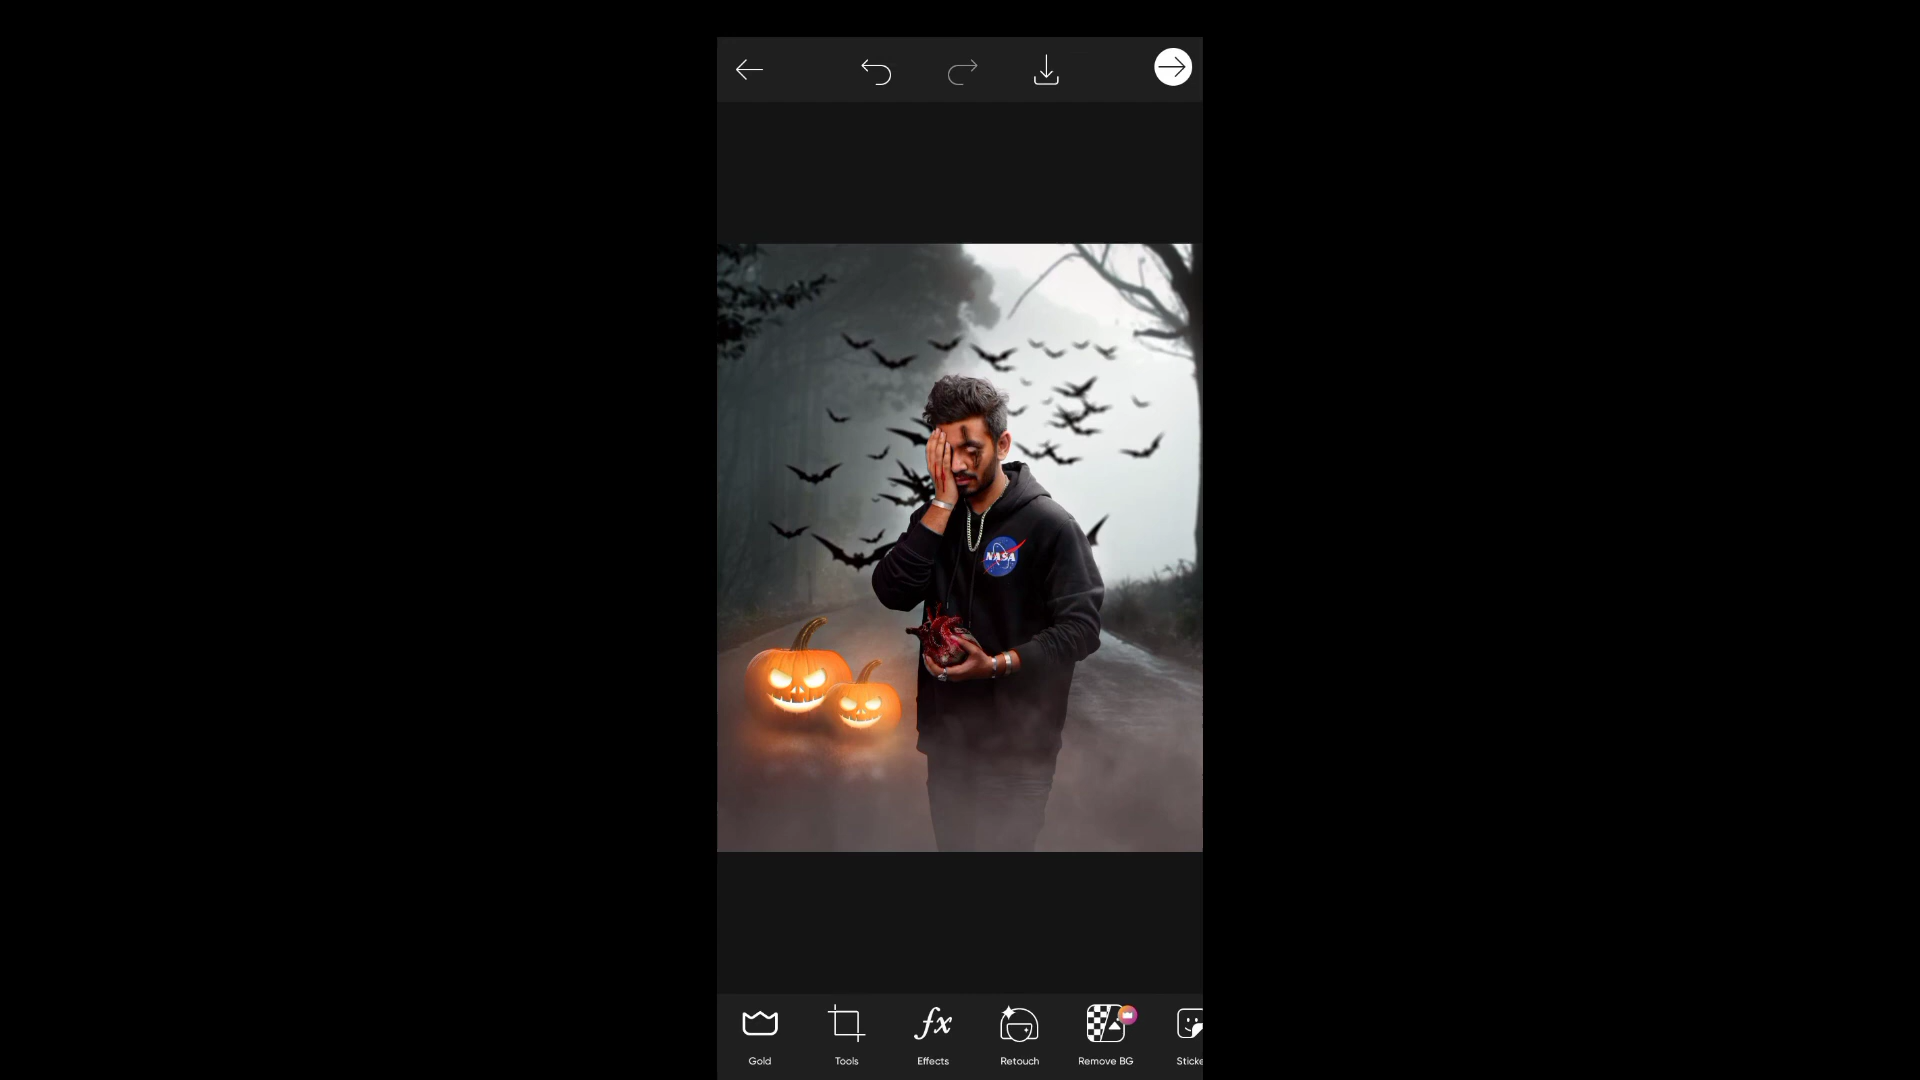 NASA
Gold
Tools
Effects
Retouch
Remove BG
Sticke